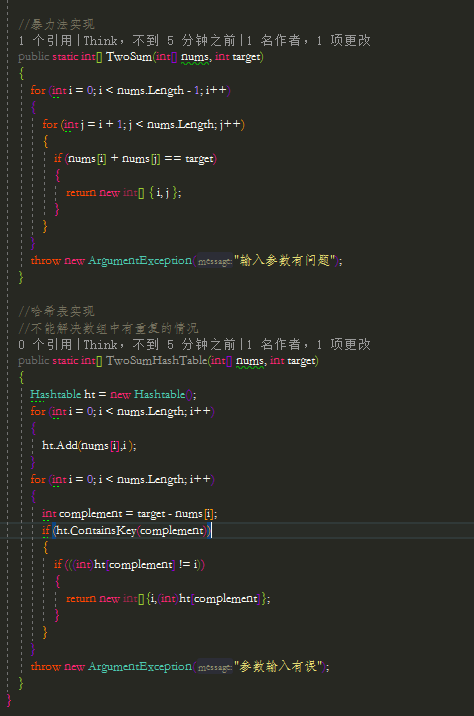 //暴力法实现
1 个引用|Think，不到 5 分钟之前|1 名作者，1 项更改
public static int[] TwoSum(int[] nums, int target)
{
for (int i = 0; i < nums.Length - 1; i++)
{
for (int j = i + 1; j < nums.Length; j++)
{
if (nums[i] + nums[j] == target)
{
return new int[] { i, j };
}
}
}
throw new ArgumentException(message:"输入参数有问题");
}
//哈希表实现
//不能解决数组中有重复的情况
0 个引用|Think，不到 5 分钟之前|1 名作者，1 项更改
public static int[] TwoSumHashTable(int[] nums, int target)
{
Hashtable ht = new Hashtable();
for (int i = 0; i < nums.Length; i++)
{
ht.Add(nums[i],i );
}
for (int i = 0; i < nums.Length; i++)
{
int complement = target - nums[i];
if (ht.ContainsKey(complement))
{
if (((int)ht[complement] != i))
{
return new int[]{i,(int)ht[complement]};
}
}
}
throw new ArgumentException(message:"参数输入有误");
}
}